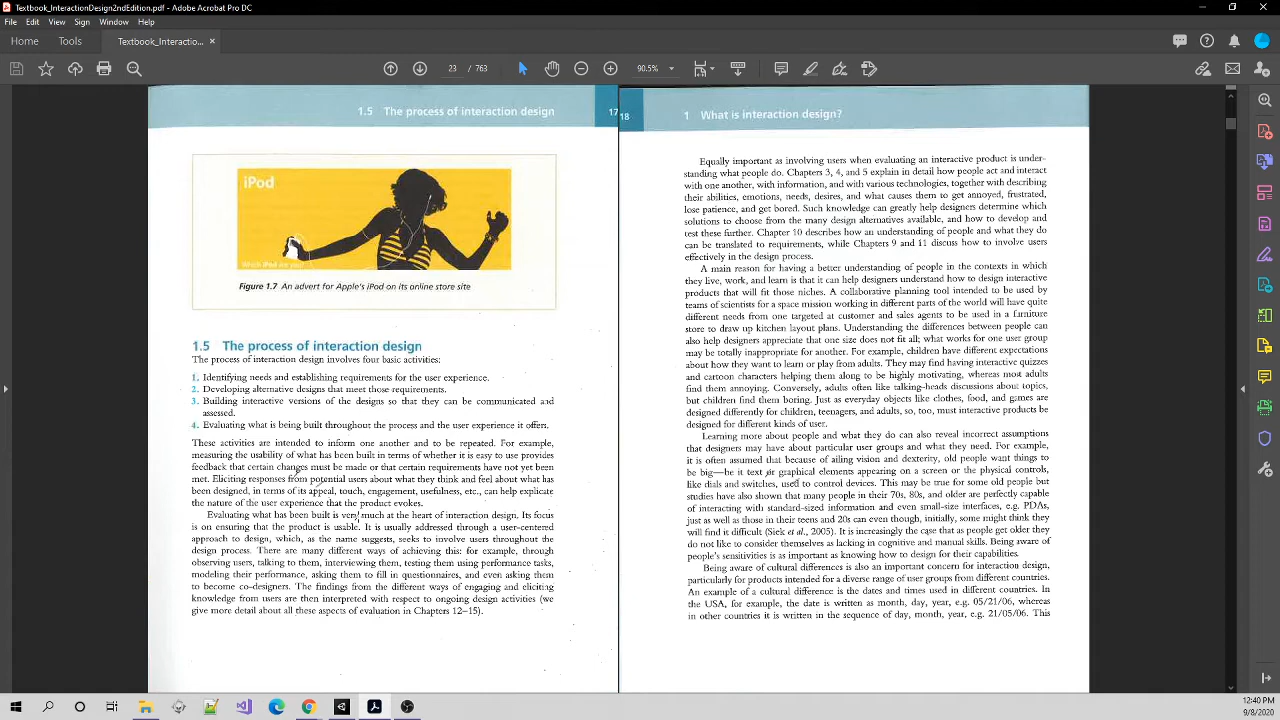 Textbook_InteractionDesign2ndEdition.pdf - Adobe Acrobat Pro DC
File Edit View Sign Window Help
Home Tools Textbook_Interactio... ×
23 / 763 90.5%
1.5 The process of interaction design 17
iPod
Which iPod are you?
Figure 1.7 An advert for Apple's iPod on its online store site
1.5 The process of interaction design
The process of interaction design involves four basic activities:
1. Identifying needs and establishing requirements for the user experience.
2. Developing alternative designs that meet those requirements.
3. Building interactive versions of the designs so that they can be communicated and
assessed.
4. Evaluating what is being built throughout the process and the user experience it offers.
These activities are intended to inform one another and to be repeated. For example,
measuring the usability of what has been built in terms of whether it is easy to use provides
feedback that certain changes must be made or that certain requirements have not yet been
met. Eliciting responses from potential users about what they think and feel about what has
been designed, in terms of its appeal, touch, engagement, usefulness, etc., can help explicate
the nature of the user experience that the product evokes.
Evaluating what has been built is very much at the heart of interaction design. Its focus
is on ensuring that the product is usable. It is usually addressed through a user-centered
approach to design, which, as the name suggests, seeks to involve users throughout the
design process. There are many different ways of achieving this: for example, through
observing users, talking to them, interviewing them, testing them using performance tasks,
modeling their performance, asking them to fill in questionnaires, and even asking them
to become co-designers. The findings from the different ways of engaging and eliciting
knowledge from users are then interpreted with respect to ongoing design activities (we
give more detail about all these aspects of evaluation in Chapters 12–15).
18 1 What is interaction design?
Equally important as involving users when evaluating an interactive product is under-
standing what people do. Chapters 3, 4, and 5 explain in detail how people act and interact
with one another, with information, and with various technologies, together with describing
their abilities, emotions, needs, desires, and what causes them to get annoyed, frustrated,
lose patience, and get bored. Such knowledge can greatly help designers determine which
solutions to choose from the many design alternatives available, and how to develop and
test these further. Chapter 10 describes how an understanding of people and what they do
can be translated to requirements, while Chapters 9 and 11 discuss how to involve users
effectively in the design process.
A main reason for having a better understanding of people in the contexts in which
they live, work, and learn is that it can help designers understand how to design interactive
products that will fit those niches. A collaborative planning tool intended to be used by
teams of scientists for a space mission working in different parts of the world will have quite
different needs from one targeted at customer and sales agents to be used in a furniture
store to draw up kitchen layout plans. Understanding the differences between people can
also help designers appreciate that one size does not fit all; what works for one user group
may be totally inappropriate for another. For example, children have different expectations
about how they want to learn or play from adults. They may find having interactive quizzes
and cartoon characters helping them along to be highly motivating, whereas most adults
find them annoying. Conversely, adults often like talking-heads discussions about topics,
but children find them boring. Just as everyday objects like clothes, food, and games are
designed differently for children, teenagers, and adults, so, too, must interactive products be
designed for different kinds of user.
Learning more about people and what they do can also reveal incorrect assumptions
that designers may have about particular user groups and what they need. For example,
it is often assumed that because of ailing vision and dexterity, old people want things to
be big—be it text or graphical elements appearing on a screen or the physical controls,
like dials and switches, used to control devices. This may be true for some old people but
studies have also shown that many people in their 70s, 80s, and older are perfectly capable
of interacting with standard-sized information and even small-size interfaces, e.g. PDAs,
just as well as those in their teens and 20s can even though, initially, some might think they
will find it difficult (Siek et al., 2005). It is increasingly the case that as people get older they
do not like to consider themselves as lacking in cognitive and manual skills. Being aware of
people's sensitivities is as important as knowing how to design for their capabilities.
Being aware of cultural differences is also an important concern for interaction design,
particularly for products intended for a diverse range of user groups from different countries.
An example of a cultural difference is the dates and times used in different countries. In
the USA, for example, the date is written as month, day, year, e.g. 05/21/06, whereas
in other countries it is written in the sequence of day, month, year, e.g. 21/05/06. This
12:40 PM
9/8/2020